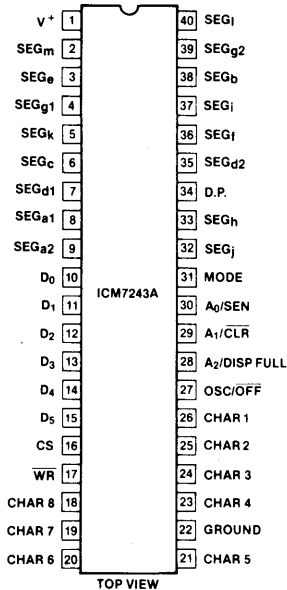 V+ 1 40 SEGl
SEGm 2 39 SEGg2
SEGe 3 38 SEGb
SEGg1 4 37 SEGi
SEGk 5 36 SEGf
SEGc 6 35 SEGd2
SEGd1 7 34 D.P.
SEGa1 8 33 SEGh
SEGa2 9 32 SEGj
D0 10 31 MODE
ICM7243A
D1 11 30 A0/SEN
D2 12 29 A1/CLR
D3 13 28 A2/DISP FULL
D4 14 27 OSC/OFF
D5 15 26 CHAR 1
CS 16 25 CHAR 2
WR 17 24 CHAR 3
CHAR 8 18 23 CHAR 4
CHAR 7 19 22 GROUND
CHAR 6 20 21 CHAR 5
TOP VIEW